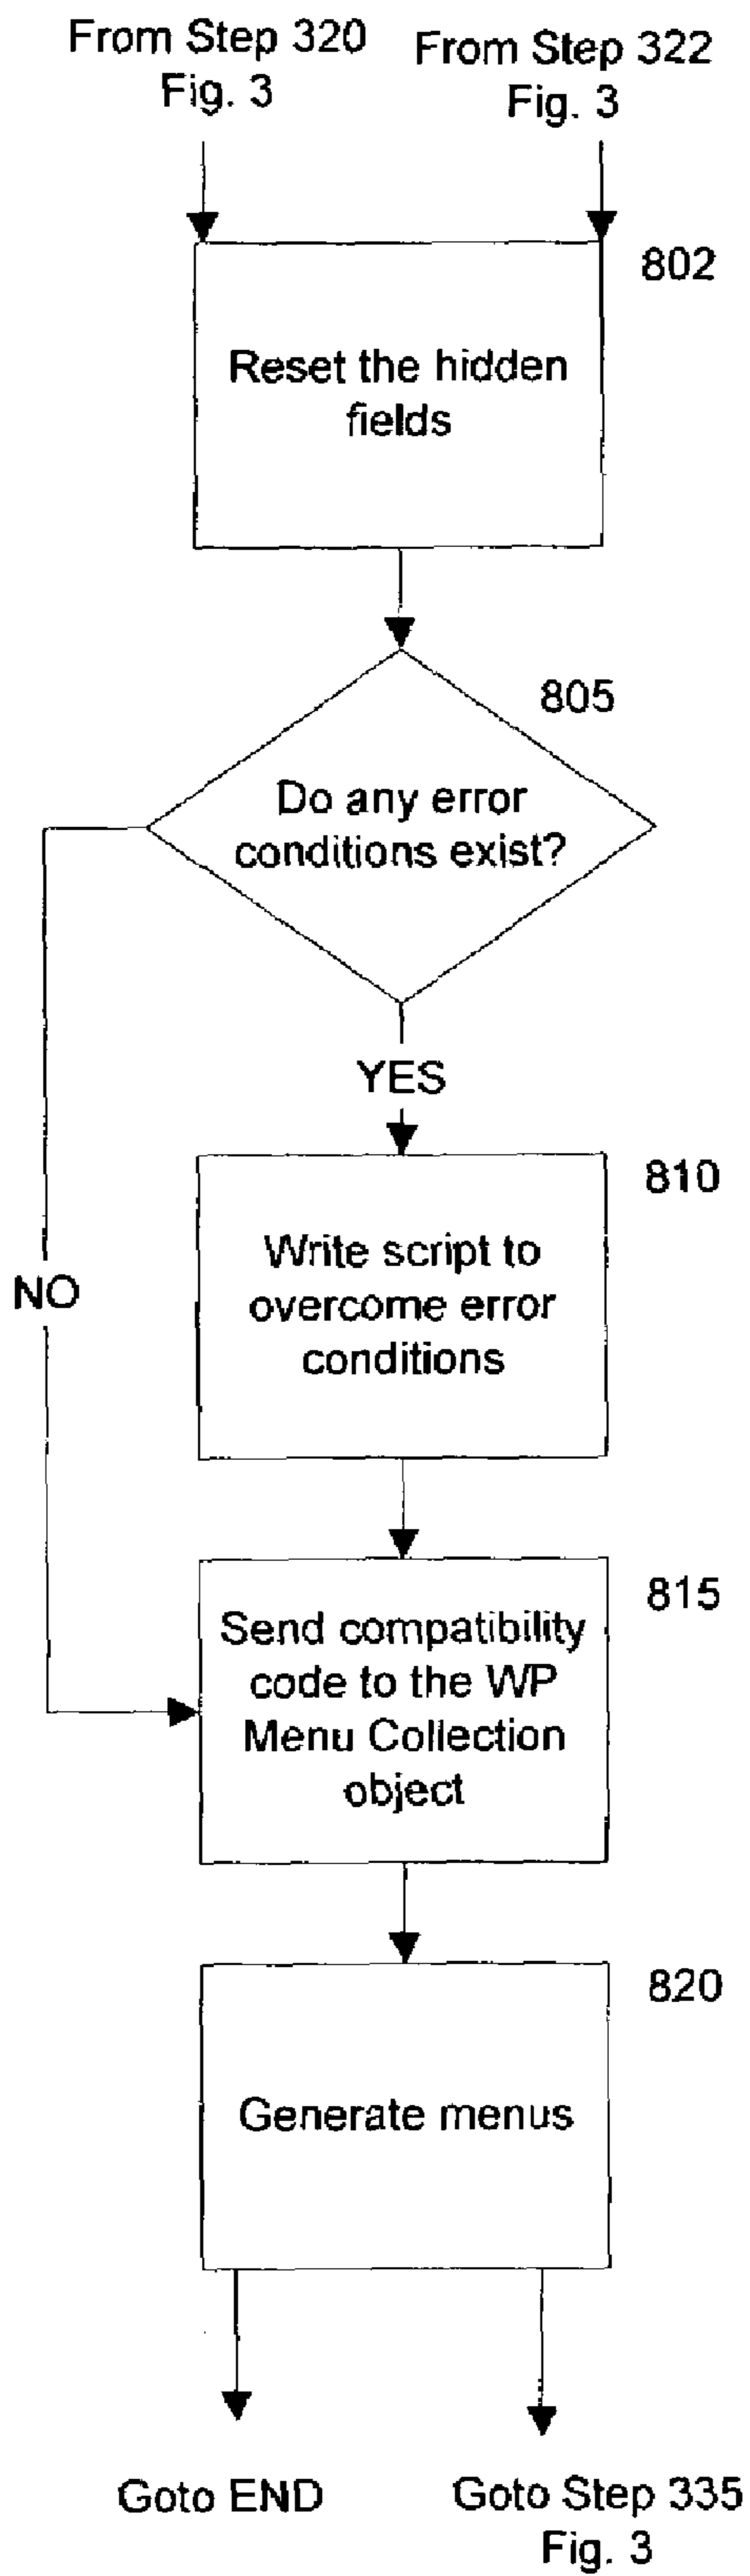 From Step 320
Fig. 3
From Step 322
Fig. 3
802
Reset the hidden
fields
805
Do any error
conditions exist?
YES
NO
810
Write script to
overcome error
conditions
815
Send compatibility
code to the WP
Menu Collection
object
820
Generate menus
Goto END
Goto Step 335
Fig. 3